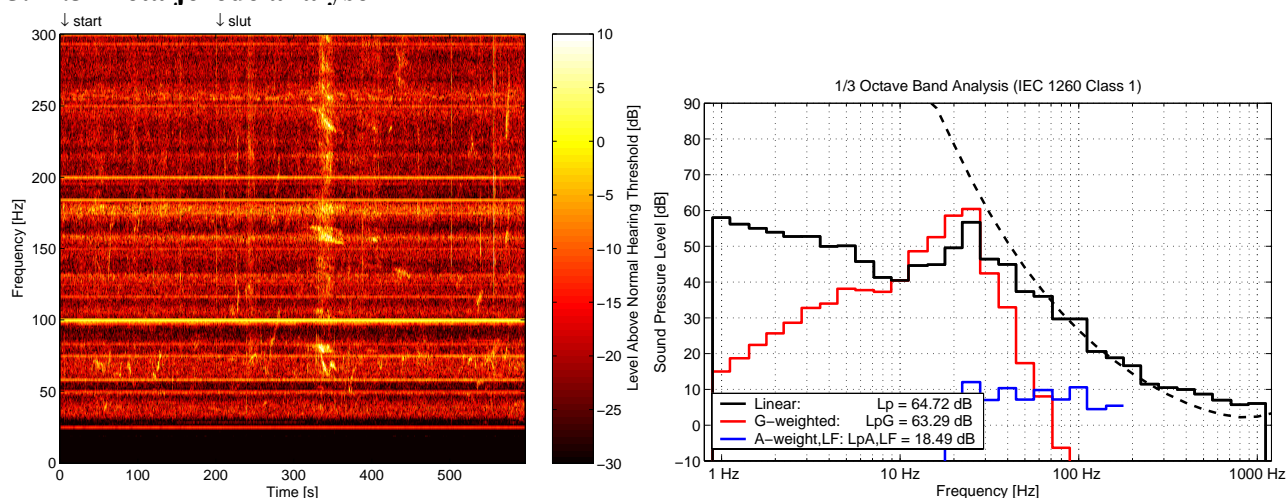 ↓ start
↓ slut
300
250
200
150
100
50
0
Frequency [Hz]
0 100 200 300 400 500
Time [s]
10
5
0
−5
−10
−15
−20
−25
−30
Level Above Normal Hearing Threshold [dB]
1/3 Octave Band Analysis (IEC 1260 Class 1)
90
80
70
60
50
40
30
20
10
0
−10
Sound Pressure Level [dB]
Linear: Lp = 64.72 dB
G−weighted: LpG = 63.29 dB
A−weight,LF: LpA,LF = 18.49 dB
1 Hz 10 Hz 100 Hz 1000 Hz
Frequency [Hz]